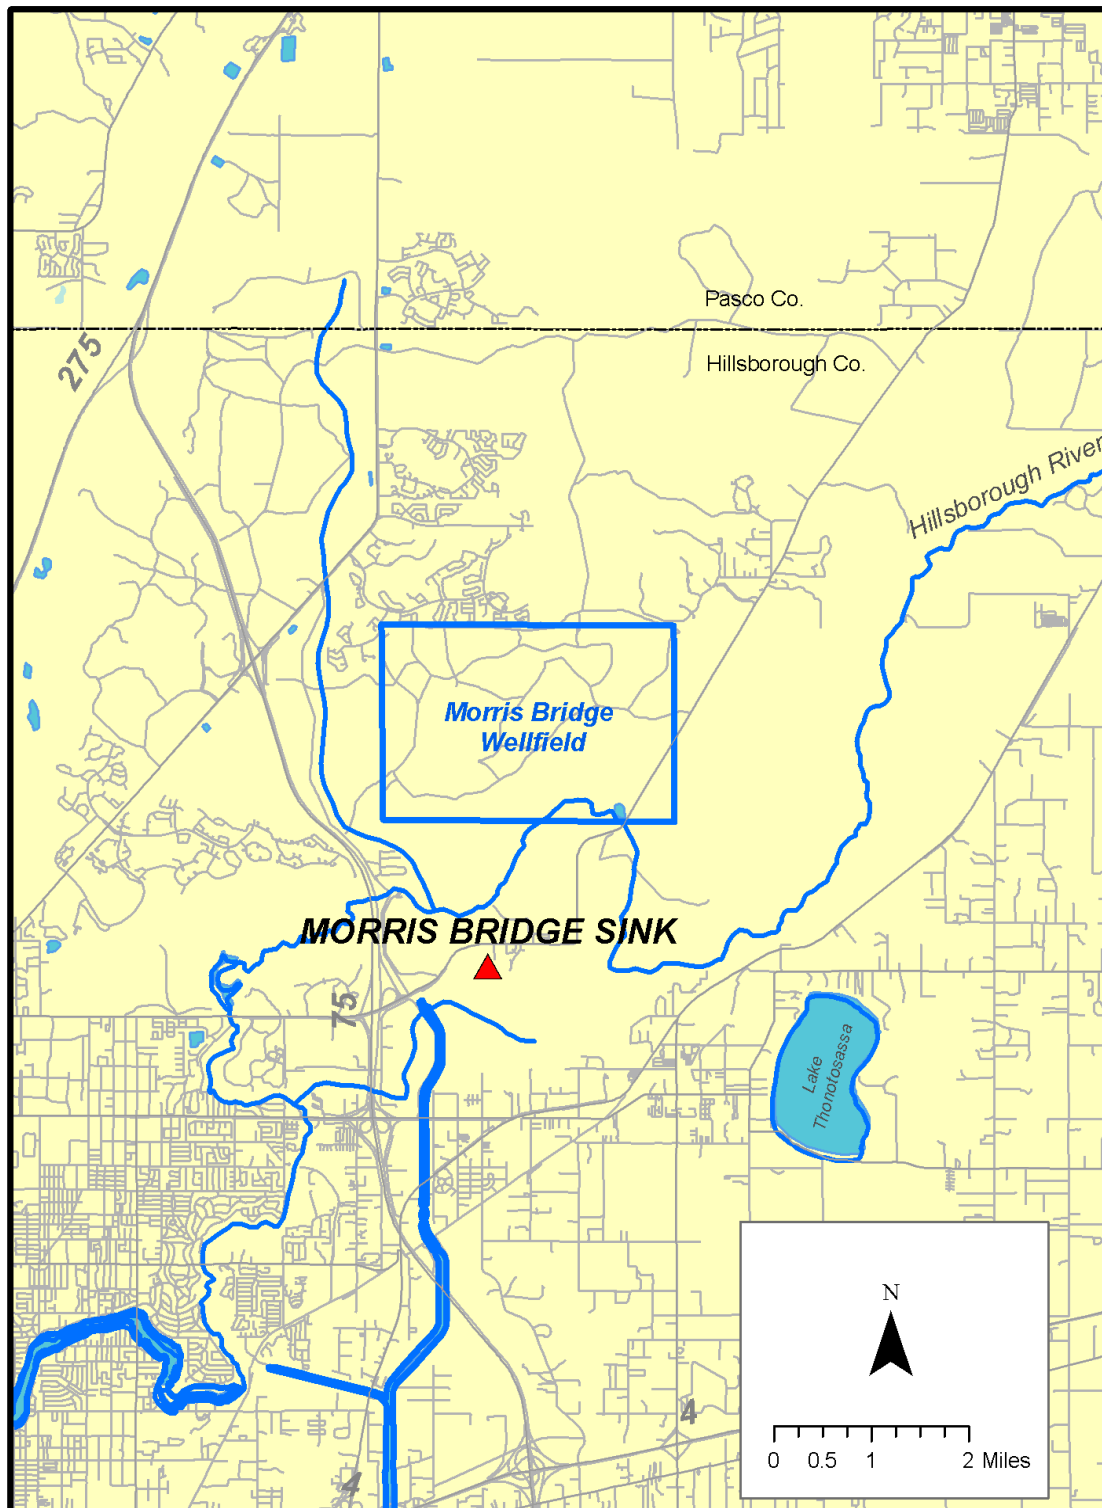 Pasco Co.
Hillsborough Co.
275
Hillsborough River
Morris Bridge
Wellfield
MORRIS BRIDGE SINK
75
Lake
Thonotosassa
N
4
4
0 0.5 1 2 Miles